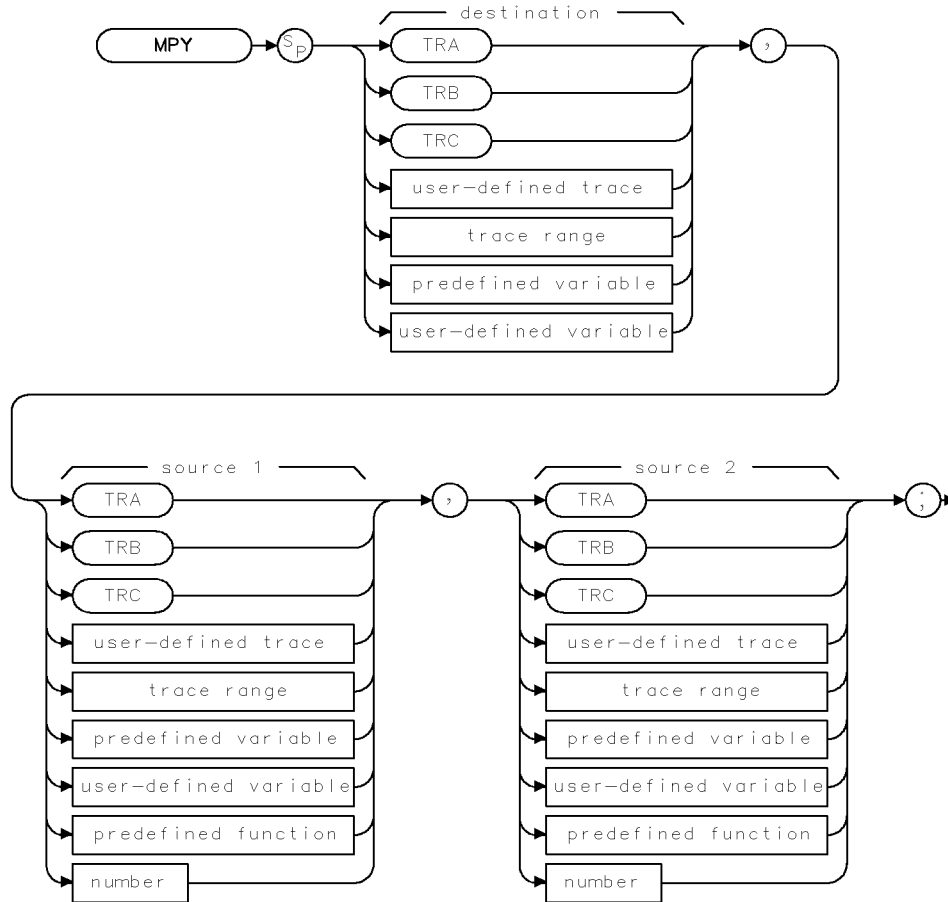 destination
MPY SP TRA ,
TRB
TRC
user-defined trace
trace range
predefined variable
user-defined variable
source 1
TRA ,
TRB
TRC
user-defined trace
trace range
predefined variable
user-defined variable
predefined function
number
source 2
TRA ;
TRB
TRC
user-defined trace
trace range
predefined variable
user-defined variable
predefined function
number